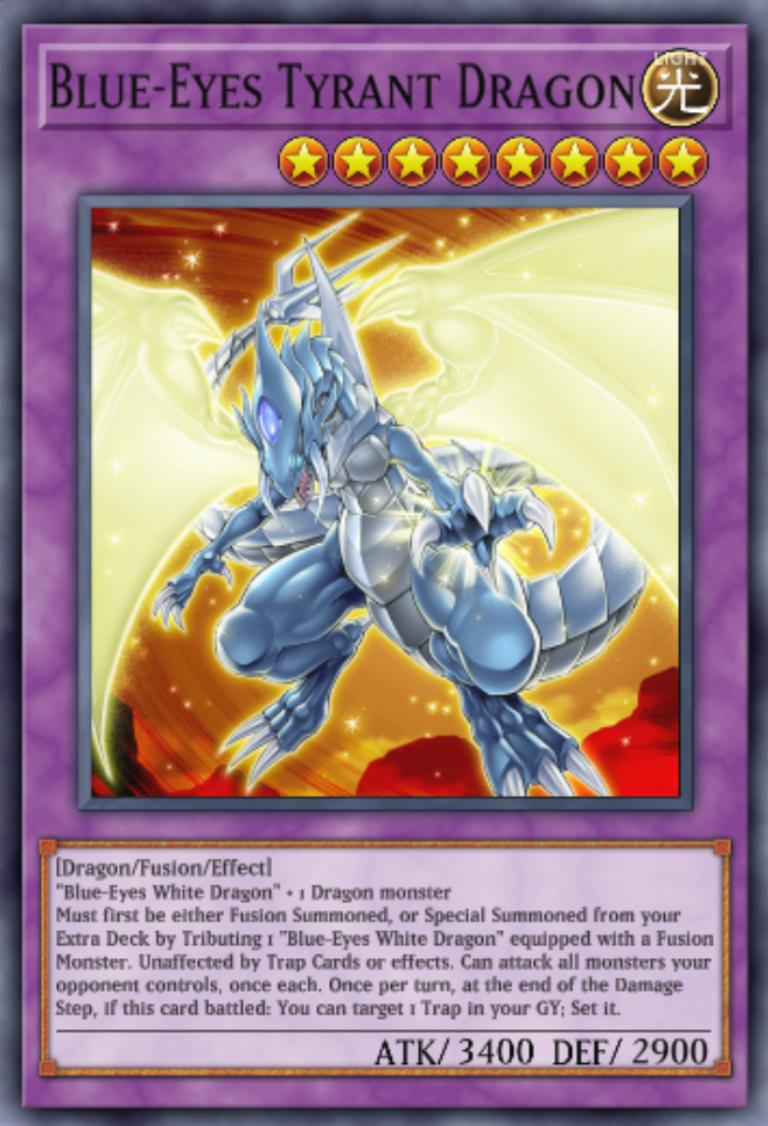 Blue-Eyes Tyrant Dragon
LIGHT
光
[Dragon/Fusion/Effect]
"Blue-Eyes White Dragon" + 1 Dragon monster
Must first be either Fusion Summoned, or Special Summoned from your
Extra Deck by Tributing 1 "Blue-Eyes White Dragon" equipped with a Fusion
Monster. Unaffected by Trap Cards or effects. Can attack all monsters your
opponent controls, once each. Once per turn, at the end of the Damage
Step, if this card battled: You can target 1 Trap in your GY; Set it.
ATK/ 3400 DEF/ 2900